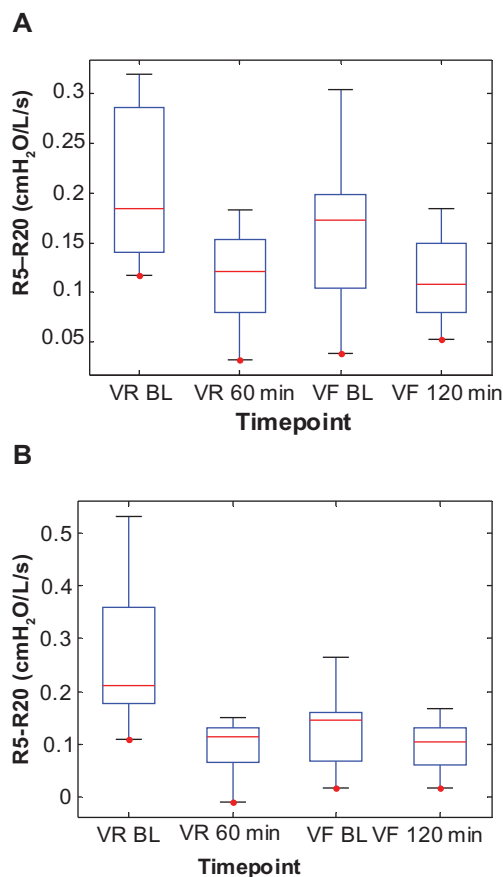 A
R5–R20 (cmH₂O/L/s)
0.3
0.25
0.2
0.15
0.1
0.05
VR BL VR 60 min VF BL VF 120 min
Timepoint
B
R5-R20 (cmH₂O/L/s)
0.5
0.4
0.3
0.2
0.1
0
VR BL VR 60 min VF BL VF 120 min
Timepoint